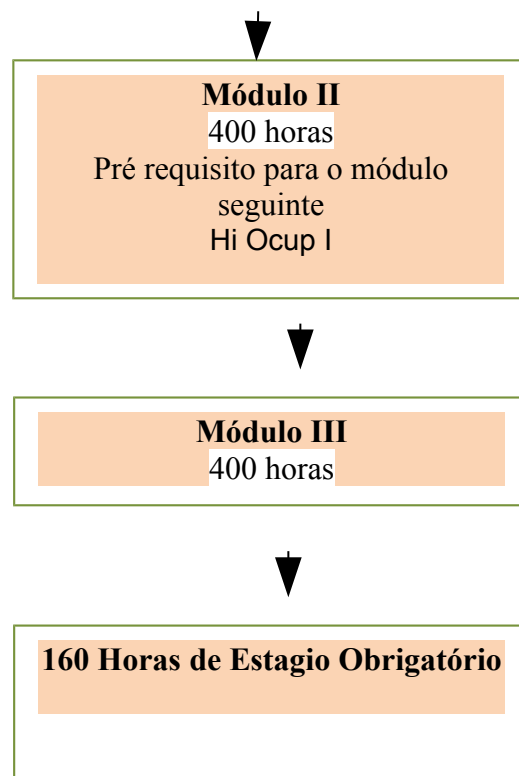 Módulo II
400 horas
Pré requisito para o módulo
seguinte
Hi Ocup I
Módulo III
400 horas
160 Horas de Estagio Obrigatório